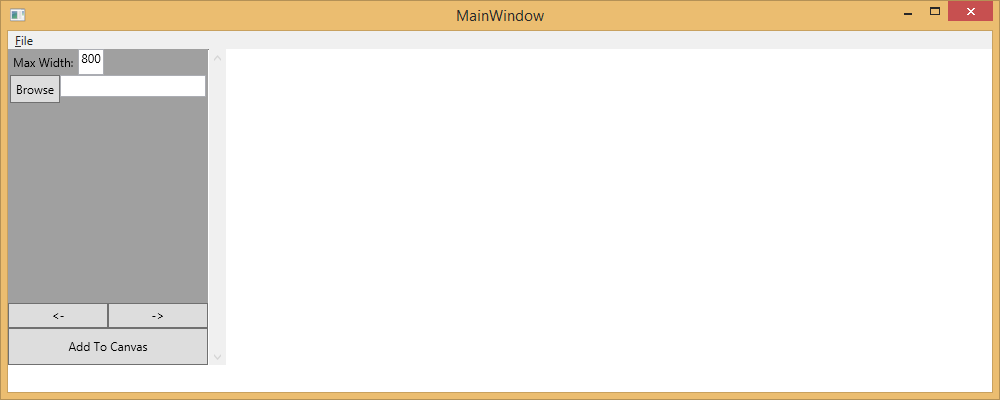 MainWindow
File
Max Width: 800
Browse
<- ->
Add To Canvas